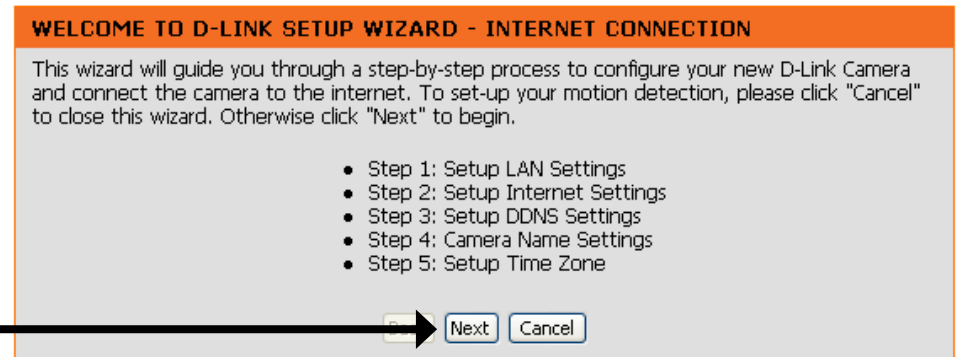 WELCOME TO D-LINK SETUP WIZARD - INTERNET CONNECTION
This wizard will guide you through a step-by-step process to configure your new D-Link Camera
and connect the camera to the internet. To set-up your motion detection, please click "Cancel"
to close this wizard. Otherwise click "Next" to begin.
• Step 1: Setup LAN Settings
• Step 2: Setup Internet Settings
• Step 3: Setup DDNS Settings
• Step 4: Camera Name Settings
• Step 5: Setup Time Zone
Next Cancel